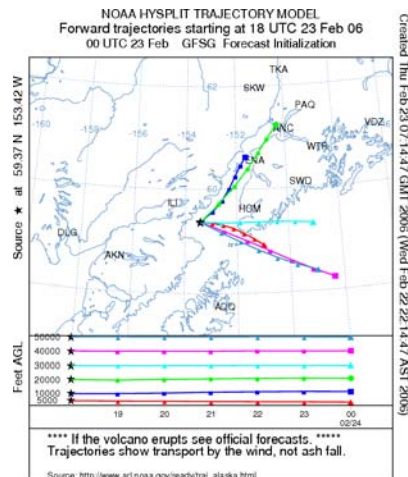 NOAA HYSPLIT TRAJECTORY MODEL
Forward trajectories starting at 18 UTC 23 Feb 06
00 UTC 23 Feb GFSG Forecast Initialization
Source ★ at 59.37 N 153.42 W
TKA
SKW
PAQ
ANC
VDZ
WTR
ENA
SWD
HOM
ILI
DLG
AKN
ADQ
-160
-158
-156
-152
62
60
Feet AGL
50000
40000
30000
20000
10000
5000
19
20
21
22
23
00
02/24
**** If the volcano erupts see official forecasts. *****
Trajectories show transport by the wind, not ash fall.
Source: http://www.arl.noaa.gov/ready/traj_alaska.html
Created Thu Feb 23 07:14:47 GMT 2006 (Wed Feb 22 22:14:47 AST 2006)